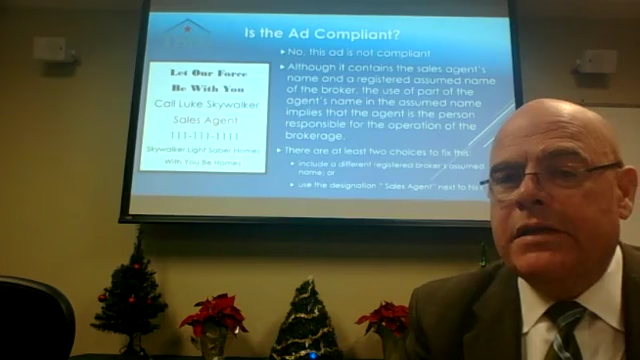 Is the Ad Compliant?
Let Our Force
Be With You
Call Luke Skywalker
Sales Agent
111-111-1111
Skywalker Light Saber Homes
With You Be Homes
No, this ad is not compliant
Although it contains the sales agent's
name and a registered assumed name
of the broker, the use of part of the
agent's name in the assumed name
implies that the agent is the person
responsible for the operation of the
brokerage.
There are at least two choices to fix this:
include a different registered broker's assumed
name; or
use the designation " Sales Agent" next to his